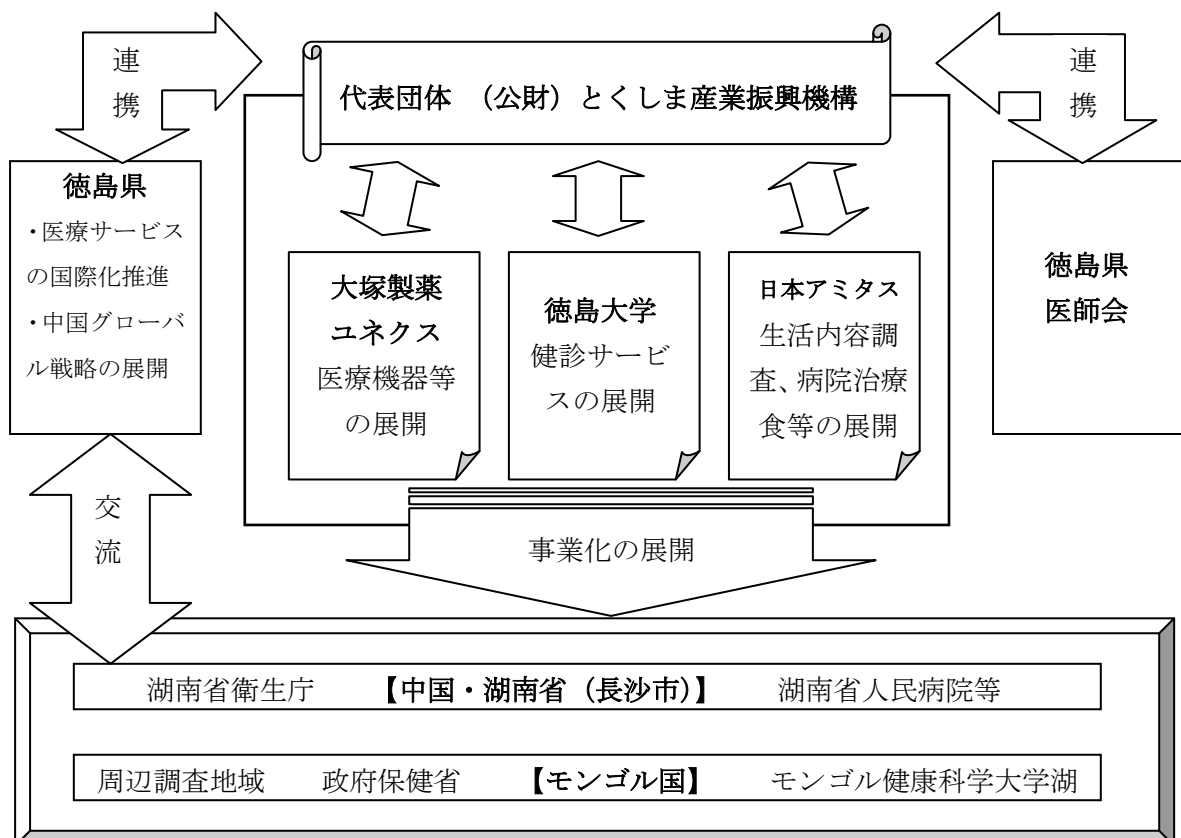 連
携
代表団体 （公財）とくしま産業振興機構
連
携
徳島県
・医療サービス
の国際化推進
・中国グローバ
ル戦略の展開
大塚製薬
ユネクス
医療機器等
の展開
徳島大学
健診サービ
スの展開
日本アミタス
生活内容調
査、病院治療
食等の展開
徳島県
医師会
交
流
事業化の展開
湖南省衛生庁 【中国・湖南省（長沙市）】 湖南省人民病院等
周辺調査地域 政府保健省 【モンゴル国】 モンゴル健康科学大学湖